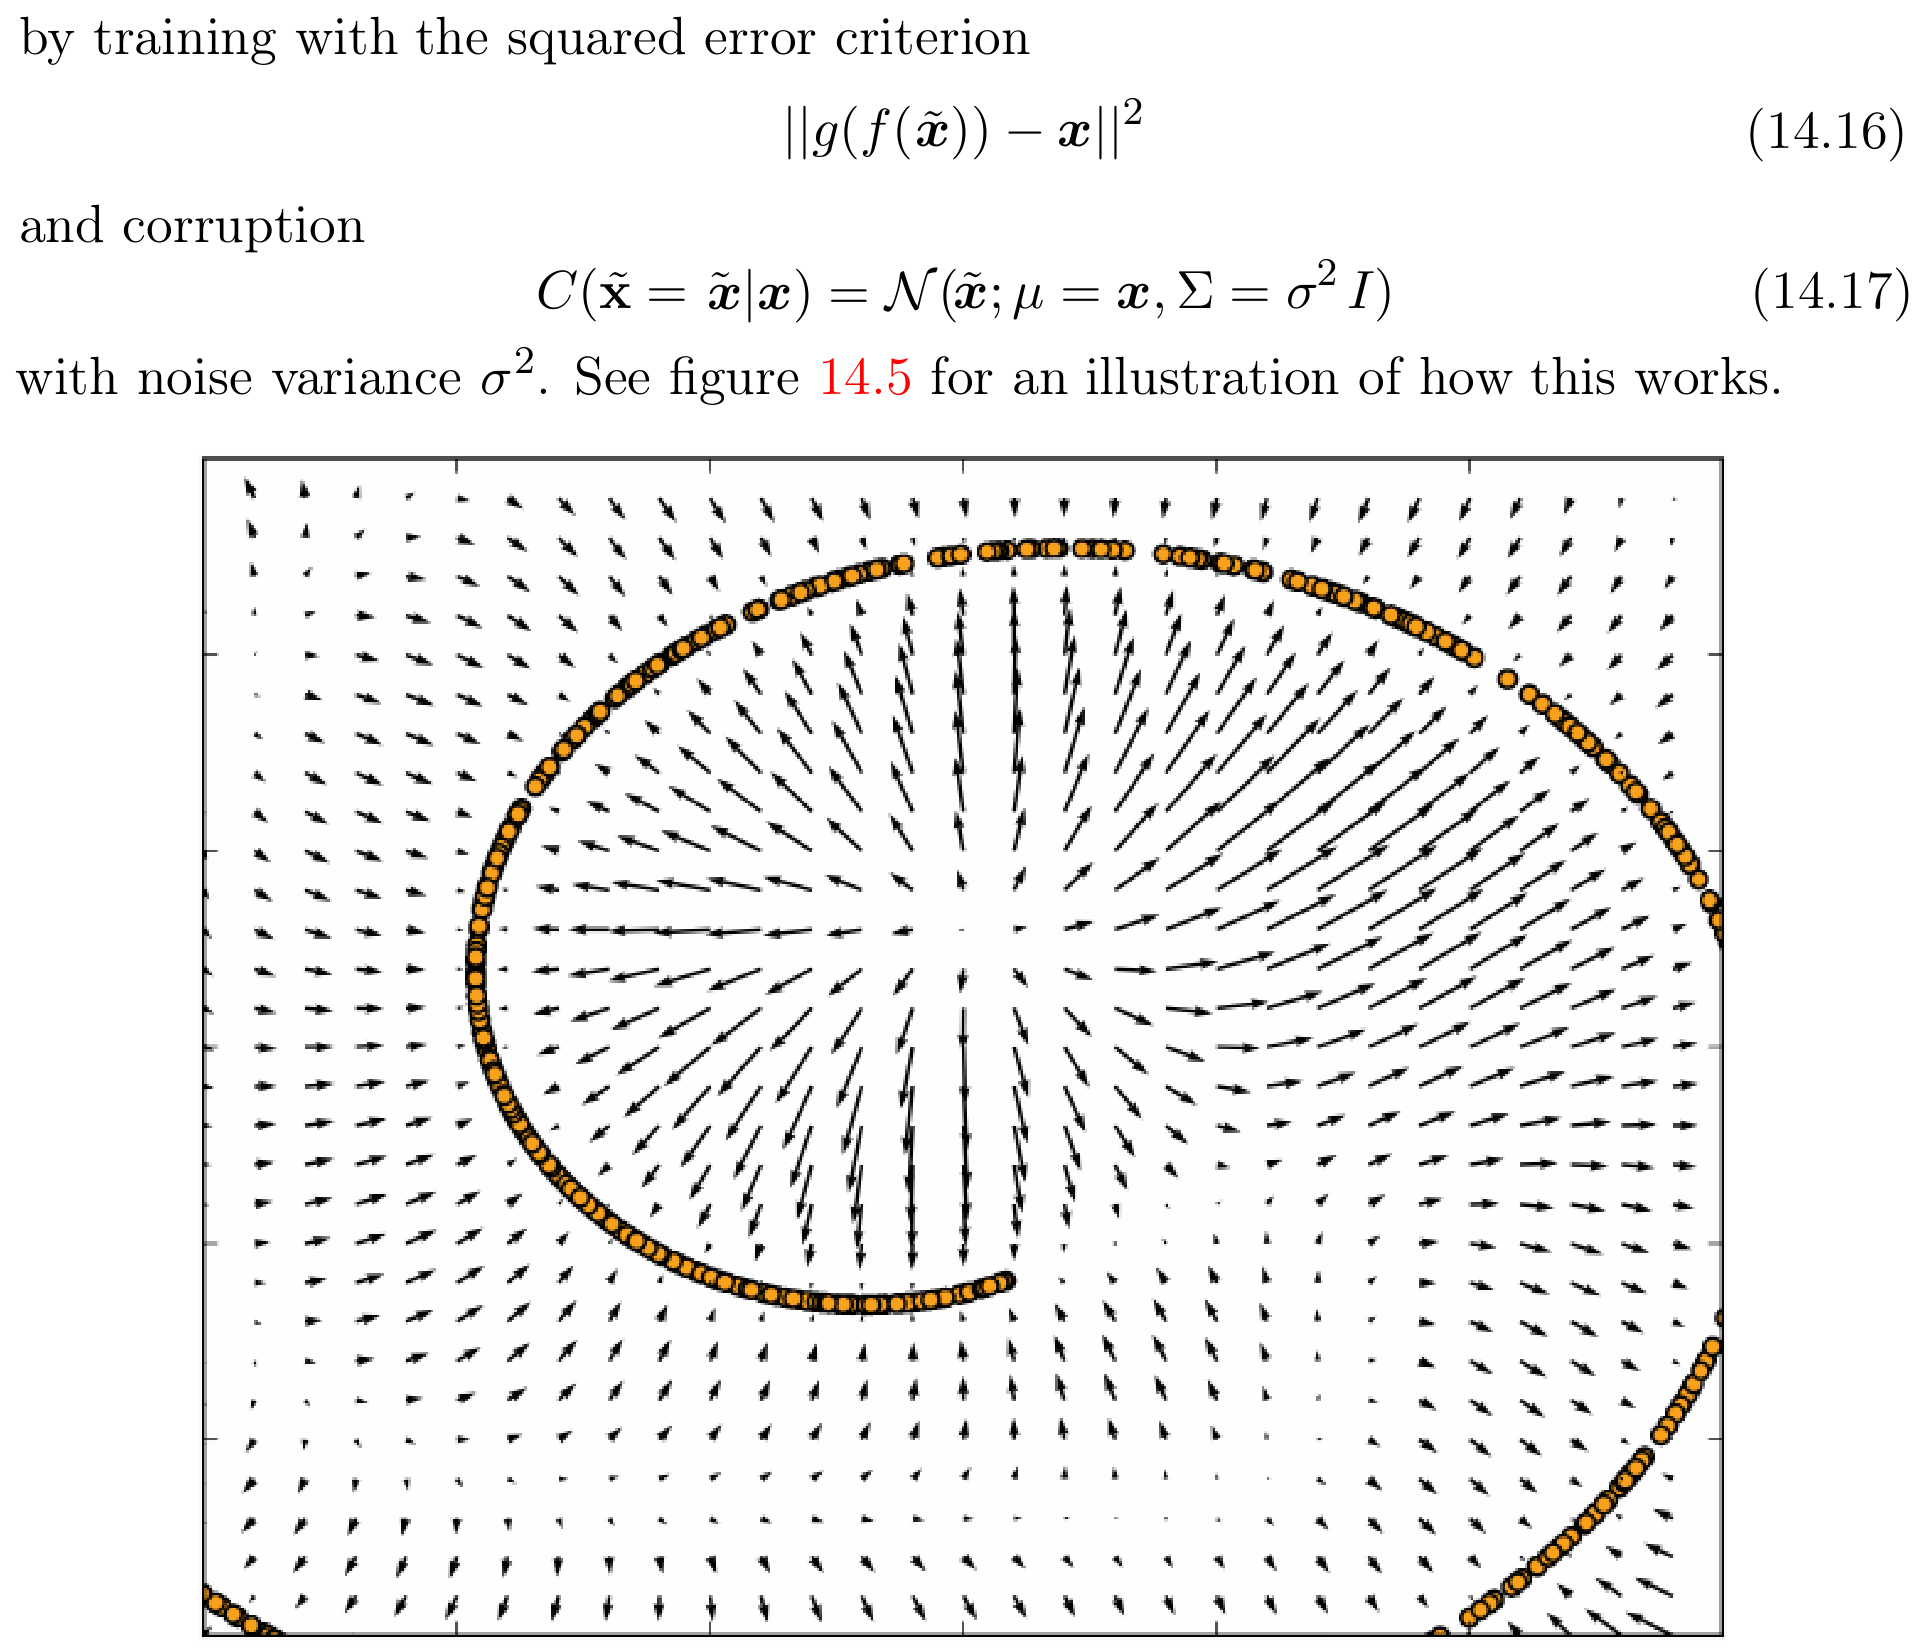 by training with the squared error criterion
||g(f(x̃)) − x||² (14.16)
and corruption
C(x̃ = x̃|x) = 𝒩(x̃; μ = x, Σ = σ² I) (14.17)
with noise variance σ². See figure 14.5 for an illustration of how this works.